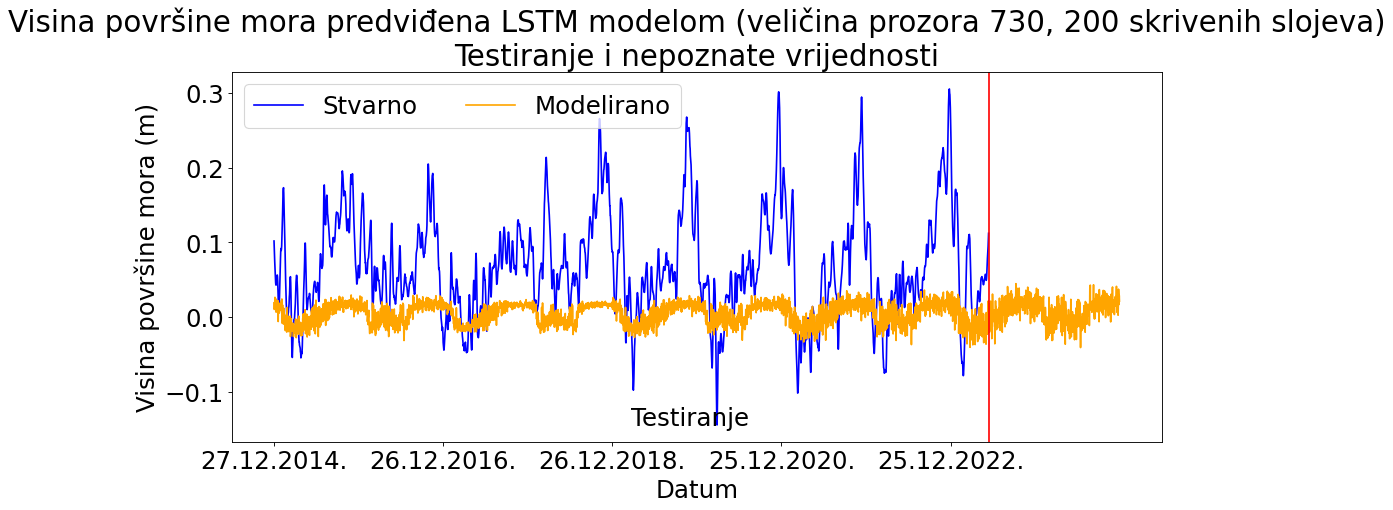 Visina površine mora predviđena LSTM modelom (veličina prozora 730, 200 skrivenih slojeva)
Testiranje i nepoznate vrijednosti
Stvarno
Modelirano
Visina površine mora (m)
0.3
0.2
0.1
0.0
−0.1
Testiranje
27.12.2014.
26.12.2016.
26.12.2018.
25.12.2020.
25.12.2022.
Datum